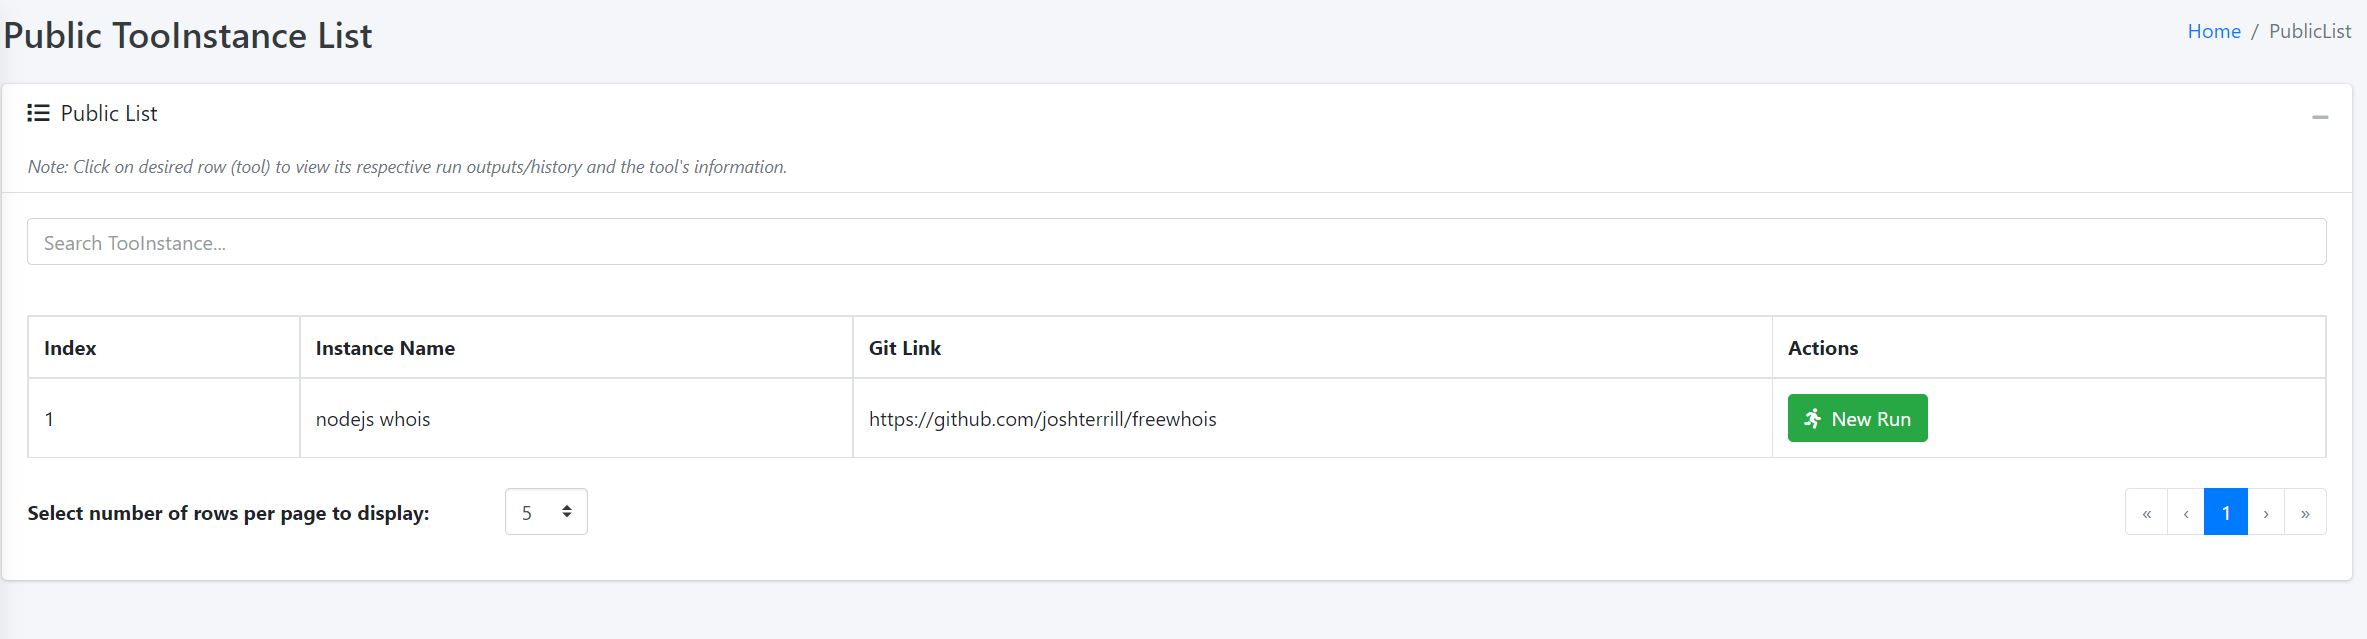 Public TooInstance List
Home / PublicList
Public List
Note: Click on desired row (tool) to view its respective run outputs/history and the tool's information.
Search TooInstance...
Index Instance Name Git Link Actions
1 nodejs whois https://github.com/joshterrill/freewhois New Run
Select number of rows per page to display: 5 « ‹ 1 › »